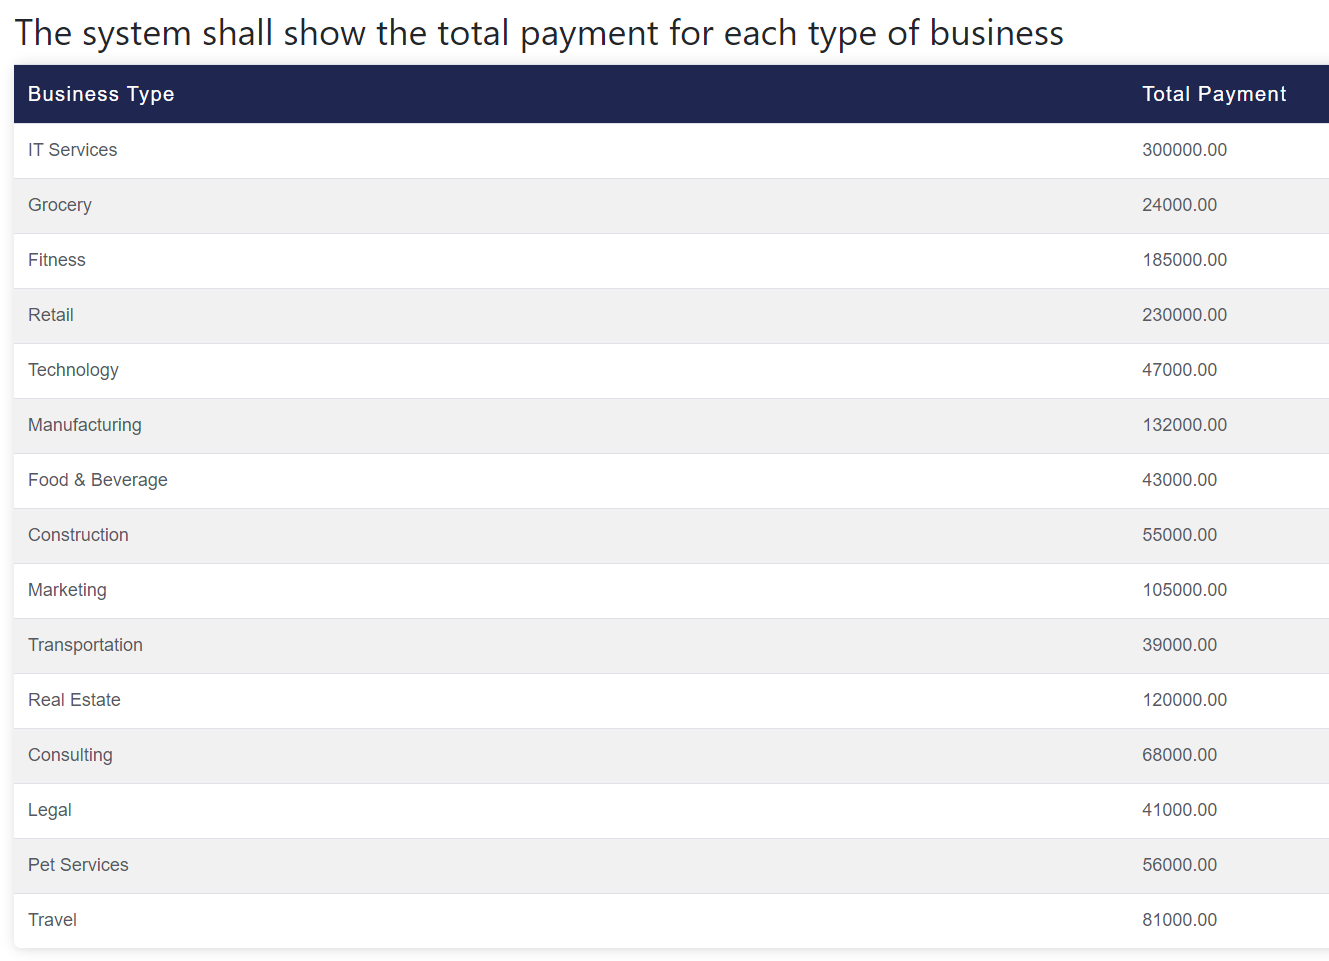 The system shall show the total payment for each type of business
Business Type Total Payment
IT Services 300000.00
Grocery 24000.00
Fitness 185000.00
Retail 230000.00
Technology 47000.00
Manufacturing 132000.00
Food & Beverage 43000.00
Construction 55000.00
Marketing 105000.00
Transportation 39000.00
Real Estate 120000.00
Consulting 68000.00
Legal 41000.00
Pet Services 56000.00
Travel 81000.00